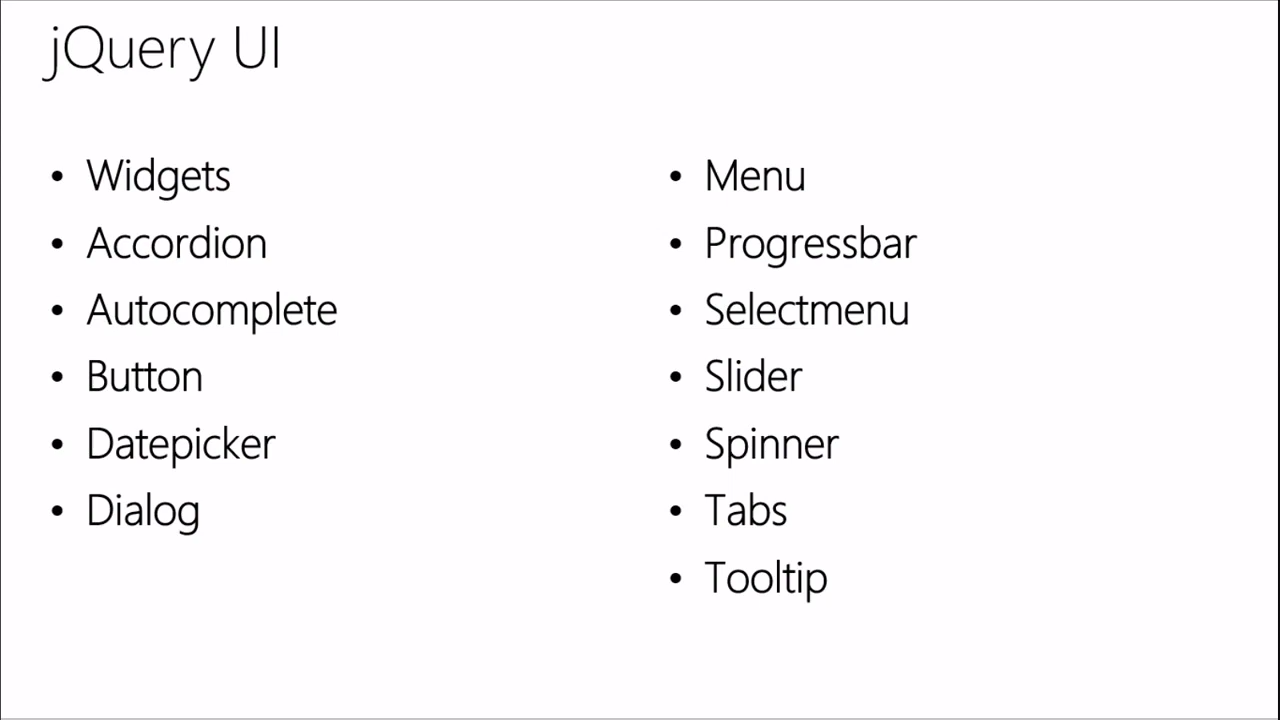 jQuery UI
• Widgets
• Accordion
• Autocomplete
• Button
• Datepicker
• Dialog
• Menu
• Progressbar
• Selectmenu
• Slider
• Spinner
• Tabs
• Tooltip